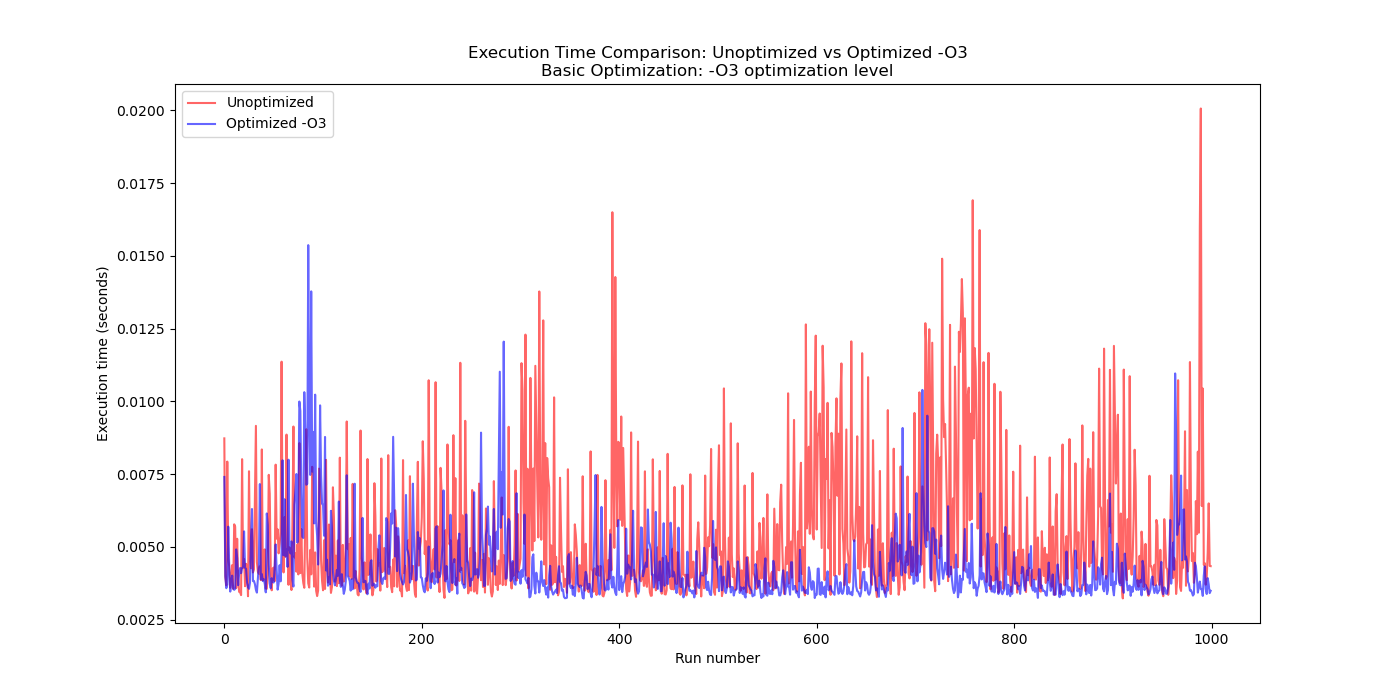 Execution Time Comparison: Unoptimized vs Optimized -O3
Basic Optimization: -O3 optimization level
Unoptimized
Optimized -O3
0.0200
0.0175
0.0150
0.0125
0.0100
0.0075
0.0050
0.0025
Execution time (seconds)
0 200 400 600 800 1000
Run number